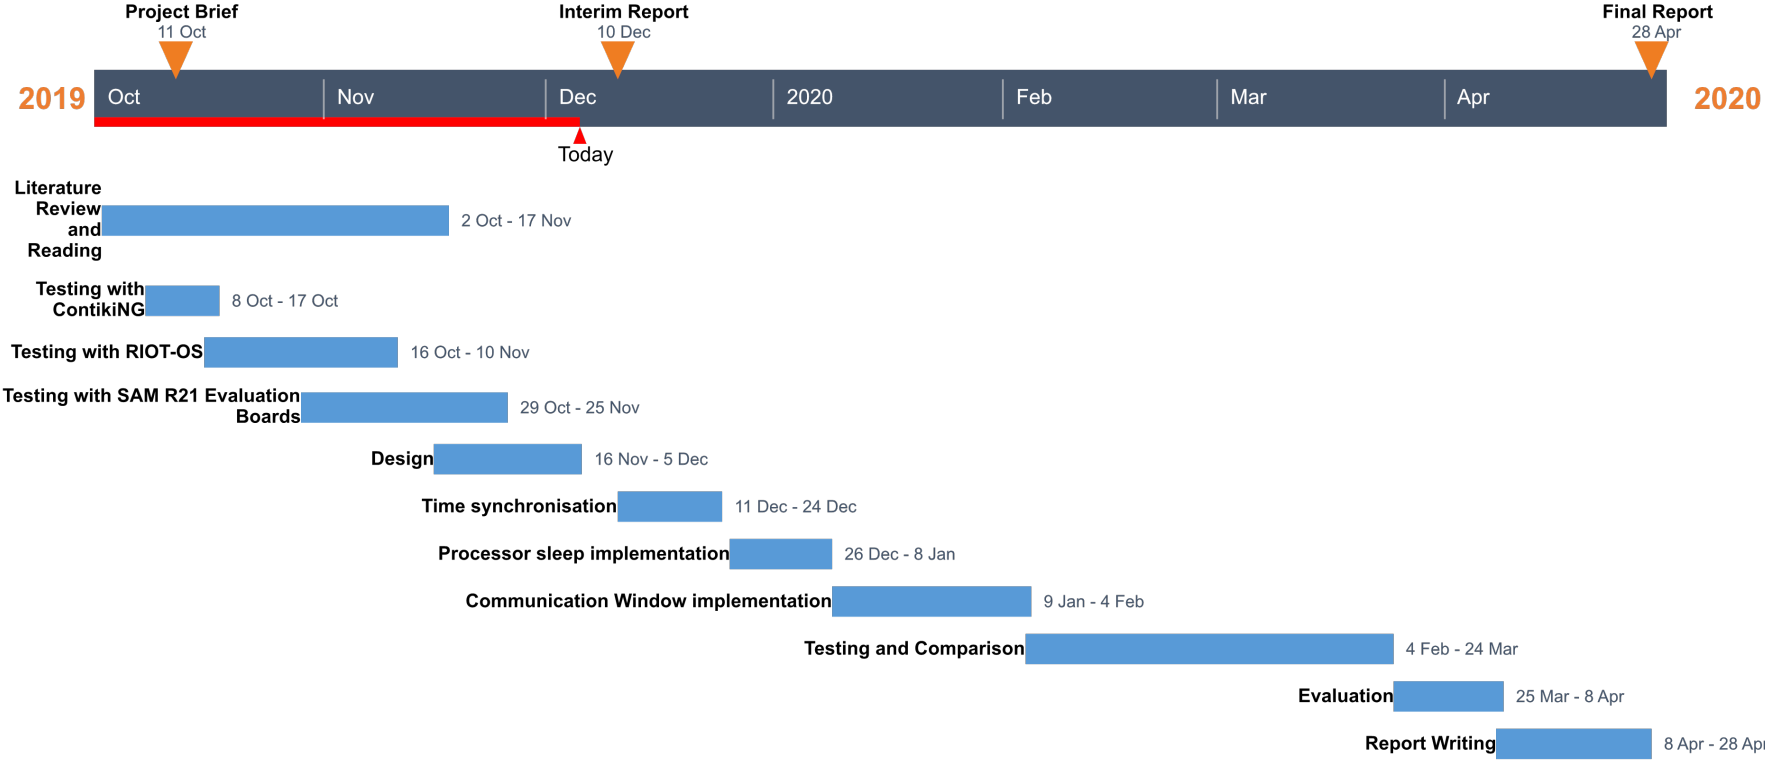 Project Brief
11 Oct
Interim Report
10 Dec
Final Report
28 Apr
2019
Oct
Nov
Dec
2020
Feb
Mar
Apr
2020
Today
Literature
Review
and
Reading
2 Oct - 17 Nov
Testing with
ContikiNG
8 Oct - 17 Oct
Testing with RIOT-OS
16 Oct - 10 Nov
Testing with SAM R21 Evaluation
Boards
29 Oct - 25 Nov
Design
16 Nov - 5 Dec
Time synchronisation
11 Dec - 24 Dec
Processor sleep implementation
26 Dec - 8 Jan
Communication Window implementation
9 Jan - 4 Feb
Testing and Comparison
4 Feb - 24 Mar
Evaluation
25 Mar - 8 Apr
Report Writing
8 Apr - 28 Apr